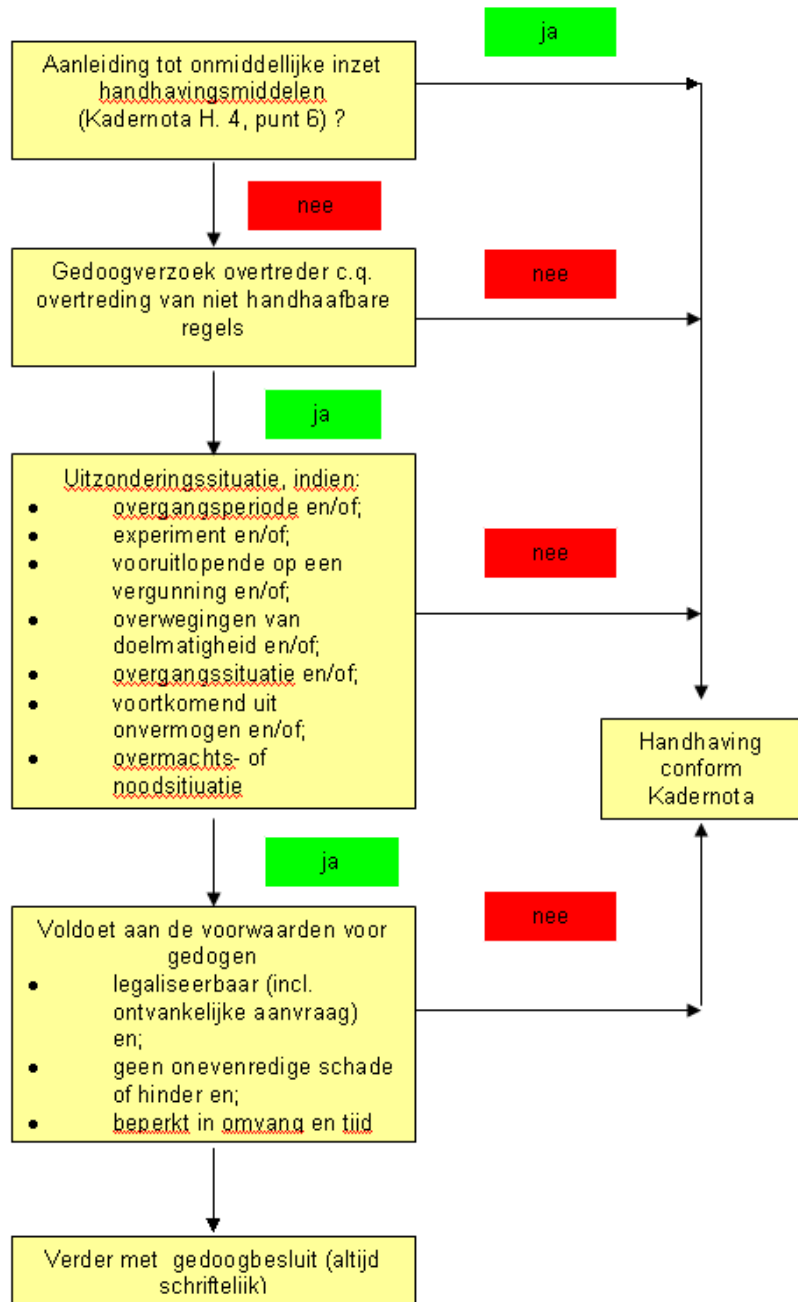 ja
Aanleiding tot onmiddellijke inzet
handhavingsmiddelen
(Kadernota H. 4, punt 6) ?
nee
Gedoogverzoek overtreder c.q.
overtreding van niet handhaafbare
regels
nee
ja
Uitzonderingssituatie, indien:
• overgangsperiode en/of;
• experiment en/of;
• vooruitlopende op een
vergunning en/of;
• overwegingen van
doelmatigheid en/of;
• overgangssituatie en/of;
• voortkomend uit
onvermogen en/of;
• overmachts- of
noodsitiuatie
nee
Handhaving
conform
Kadernota
ja
nee
Voldoet aan de voorwaarden voor
gedogen
• legaliseerbaar (incl.
ontvankelijke aanvraag)
en;
• geen onevenredige schade
of hinder en;
• beperkt in omvang en tijd
Verder met gedoogbesluit (altijd
schriftelijk)